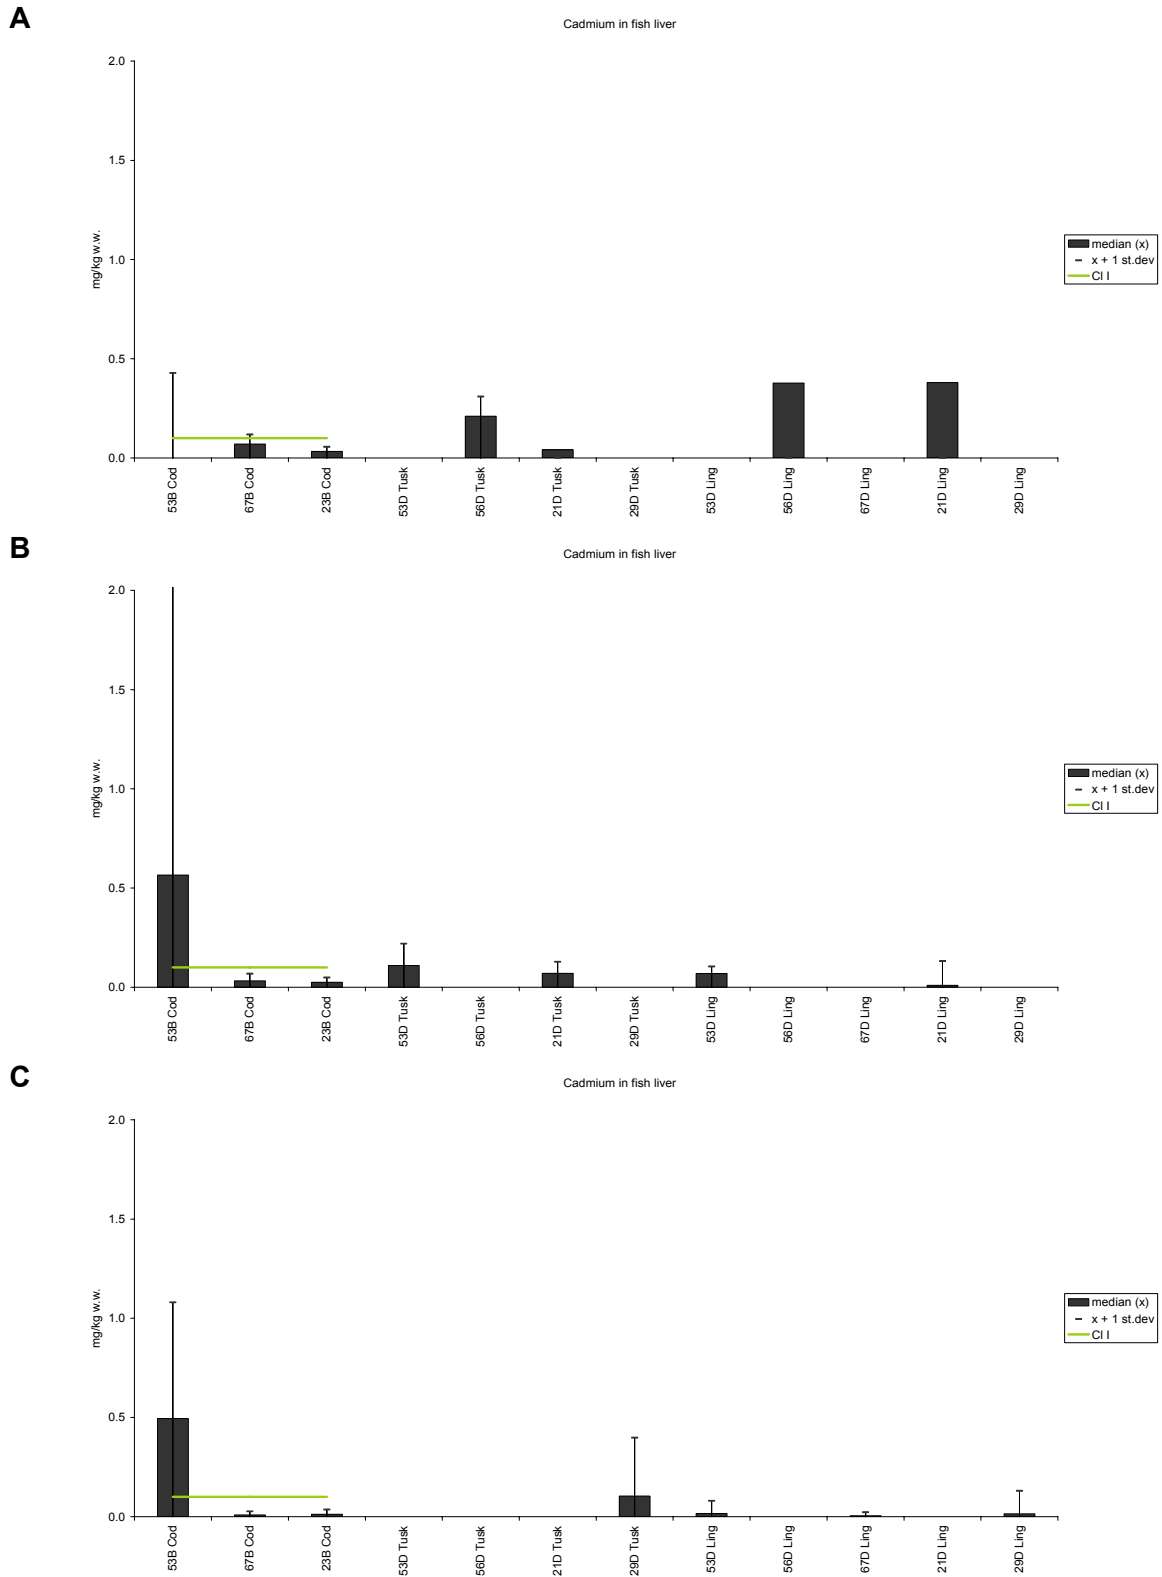 A
Cadmium in fish liver
2.0
1.5
1.0
0.5
0.0
mg/kg w.w.
53B Cod
67B Cod
23B Cod
53D Tusk
56D Tusk
21D Tusk
29D Tusk
53D Ling
56D Ling
67D Ling
21D Ling
29D Ling
median (x)
x + 1 st.dev
Cl I
B
Cadmium in fish liver
2.0
1.5
1.0
0.5
0.0
mg/kg w.w.
53B Cod
67B Cod
23B Cod
53D Tusk
56D Tusk
21D Tusk
29D Tusk
53D Ling
56D Ling
67D Ling
21D Ling
29D Ling
median (x)
x + 1 st.dev
Cl I
C
Cadmium in fish liver
2.0
1.5
1.0
0.5
0.0
mg/kg w.w.
53B Cod
67B Cod
23B Cod
53D Tusk
56D Tusk
21D Tusk
29D Tusk
53D Ling
56D Ling
67D Ling
21D Ling
29D Ling
median (x)
x + 1 st.dev
Cl I